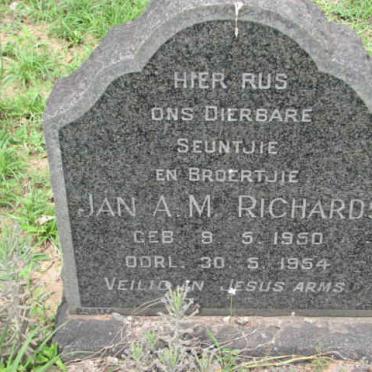 HIER RUS
ONS DIERBARE
SEUNTJIE
EN BROERTJIE
JAN A.M. RICHARDS
GEB 9. 5. 1950
OORL. 30. 5. 1954
VEILIG IN JESUS ARMS